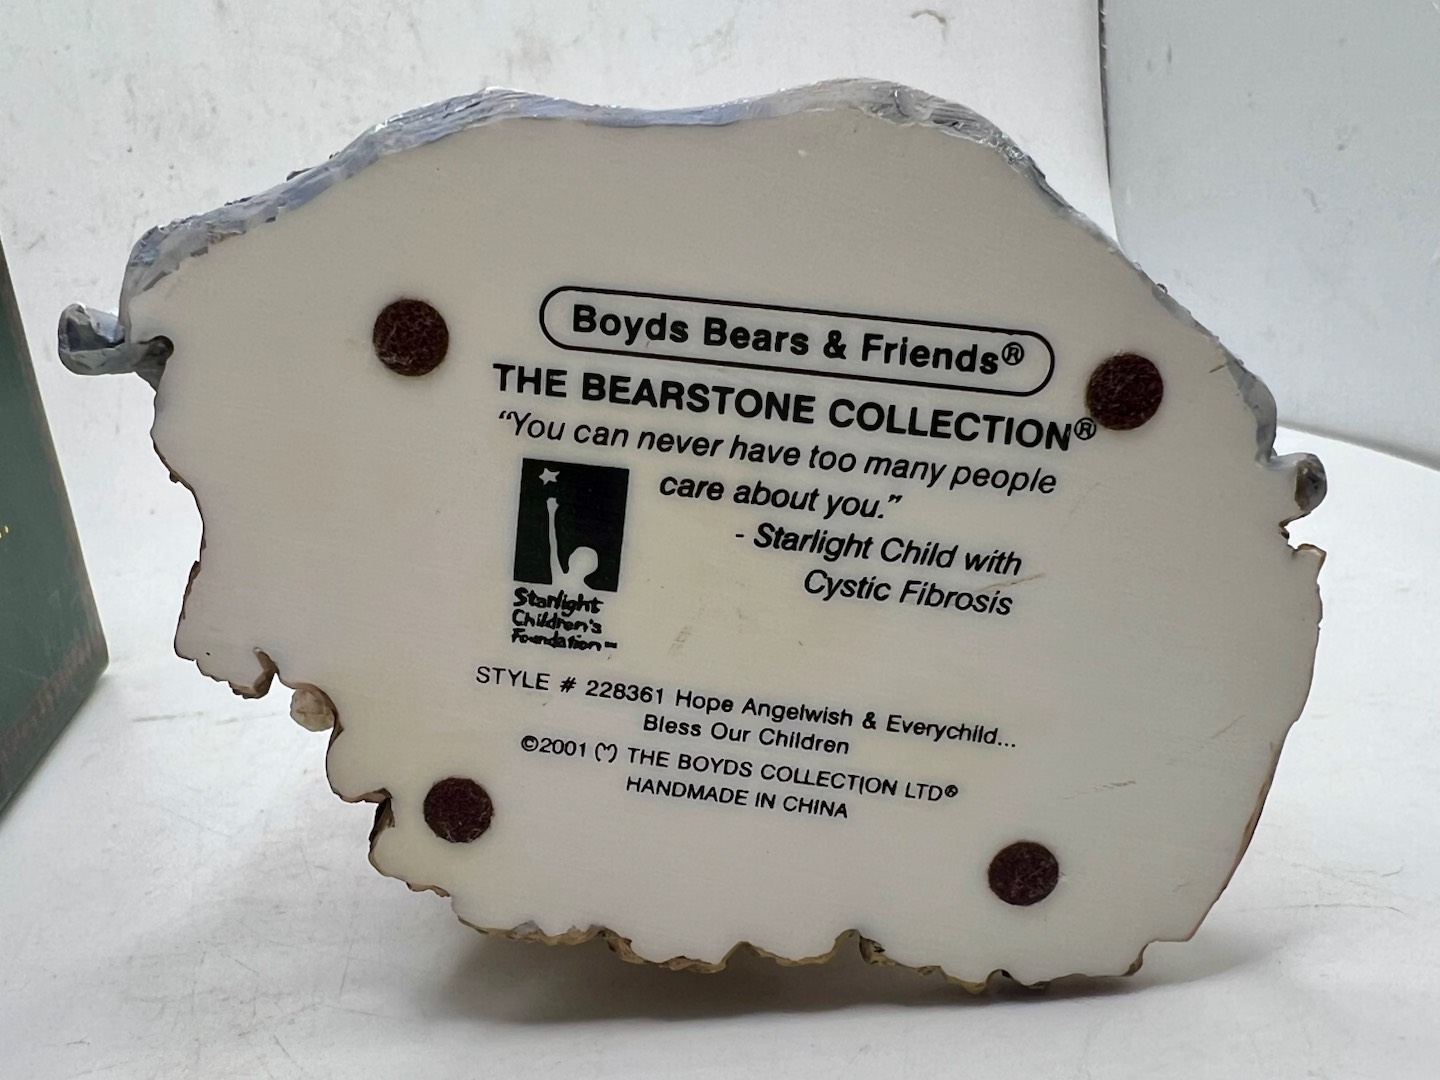 Boyds Bears & Friends®
THE BEARSTONE COLLECTION®
“You can never have too many people
care about you.”
- Starlight Child with
Cystic Fibrosis
Starlight
Children's
Foundation™
STYLE # 228361 Hope Angelwish & Everychild...
Bless Our Children
©2001 THE BOYDS COLLECTION LTD®
HANDMADE IN CHINA